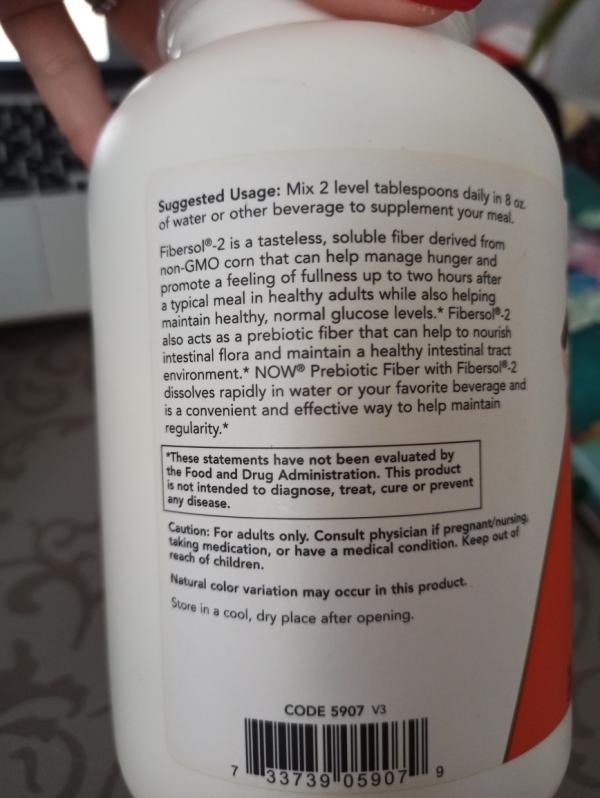 Suggested Usage: Mix 2 level tablespoons daily in 8 oz.
of water or other beverage to supplement your meal.
Fibersol®-2 is a tasteless, soluble fiber derived from
non-GMO corn that can help manage hunger and
promote a feeling of fullness up to two hours after
a typical meal in healthy adults while also helping
maintain healthy, normal glucose levels.* Fibersol®-2
also acts as a prebiotic fiber that can help to nourish
intestinal flora and maintain a healthy intestinal tract
environment.* NOW® Prebiotic Fiber with Fibersol®-2
dissolves rapidly in water or your favorite beverage and
is a convenient and effective way to help maintain
regularity.*
*These statements have not been evaluated by
the Food and Drug Administration. This product
is not intended to diagnose, treat, cure or prevent
any disease.
Caution: For adults only. Consult physician if pregnant/nursing,
taking medication, or have a medical condition. Keep out of
reach of children.
Natural color variation may occur in this product.
Store in a cool, dry place after opening.
CODE 5907 V3
7 33739 05907 9